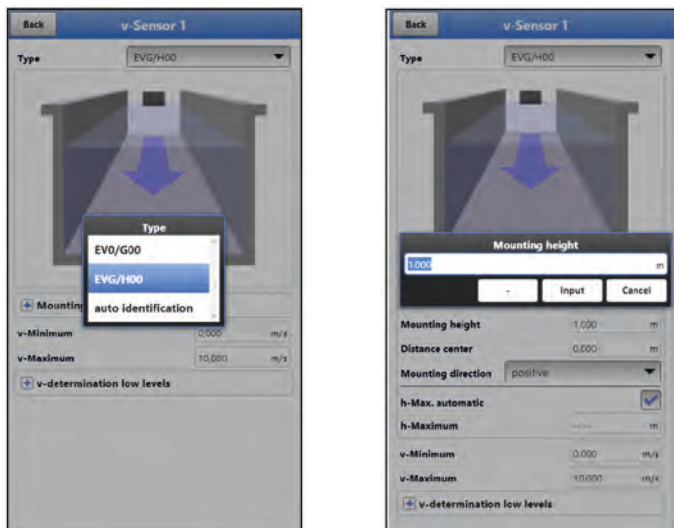 Back v-Sensor 1
Type EVG/H00
Type
EV0/G00
EVG/H00
auto identification
Mounting
v-Minimum 0,000 m/s
v-Maximum 10,000 m/s
v-determination low levels
Back v-Sensor 1
Type EVG/H00
Mounting height
1.000 m
- Input Cancel
Mounting height 1.000 m
Distance center 0.000 m
Mounting direction positive
h-Max. automatic
h-Maximum m
v-Minimum 0.000 m/s
v-Maximum 10.000 m/s
v-determination low levels